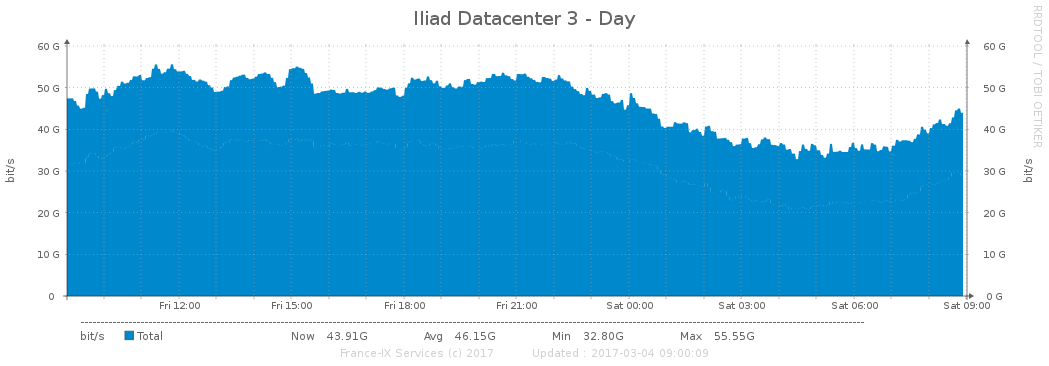 Iliad Datacenter 3 - Day
RRDTOOL / TOBI OETIKER
60 G 60 G
50 G 50 G
40 G 40 G
30 G 30 G
20 G 20 G
10 G 10 G
0 0 G
bit/s bit/s
Fri 12:00 Fri 15:00 Fri 18:00 Fri 21:00 Sat 00:00 Sat 03:00 Sat 06:00 Sat 09:00
bit/s Total Now 43.91G Avg 46.15G Min 32.80G Max 55.55G
France-IX Services (c) 2017 Updated : 2017-03-04 09:00:09